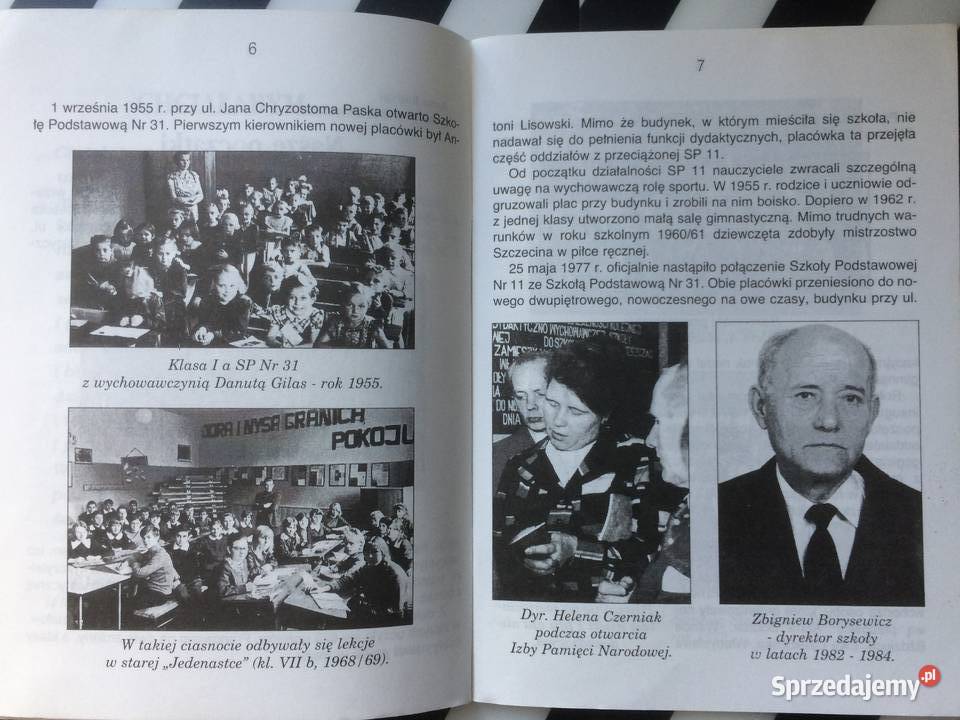 6
1 września 1955 r. przy ul. Jana Chryzostoma Paska otwarto Szko-
łę Podstawową Nr 31. Pierwszym kierownikiem nowej placówki był An-
Klasa I a SP Nr 31
z wychowawczynią Danutą Gilas - rok 1955.
ODRA I NYSA GRANICĄ
POKOJU
W takiej ciasnocie odbywały się lekcje
w starej „Jedenastce" (kl. VII b, 1968/69).
7
toni Lisowski. Mimo że budynek, w którym mieściła się szkoła, nie
nadawał się do pełnienia funkcji dydaktycznych, placówka ta przejęła
część oddziałów z przeciążonej SP 11.
Od początku działalności SP 11 nauczyciele zwracali szczególną
uwagę na wychowawczą rolę sportu. W 1955 r. rodzice i uczniowie od-
gruzowali plac przy budynku i zrobili na nim boisko. Dopiero w 1962 r.
z jednej klasy utworzono małą salę gimnastyczną. Mimo trudnych wa-
runków w roku szkolnym 1960/61 dziewczęta zdobyły mistrzostwo
Szczecina w piłce ręcznej.
25 maja 1977 r. oficjalnie nastąpiło połączenie Szkoły Podstawowej
Nr 11 ze Szkołą Podstawową Nr 31. Obie placówki przeniesiono do no-
wego dwupiętrowego, nowoczesnego na owe czasy, budynku przy ul.
DO NO
DNIA
Dyr. Helena Czerniak
podczas otwarcia
Izby Pamięci Narodowej.
Zbigniew Borysewicz
- dyrektor szkoły
w latach 1982 - 1984.
Sprzedajemy.pl